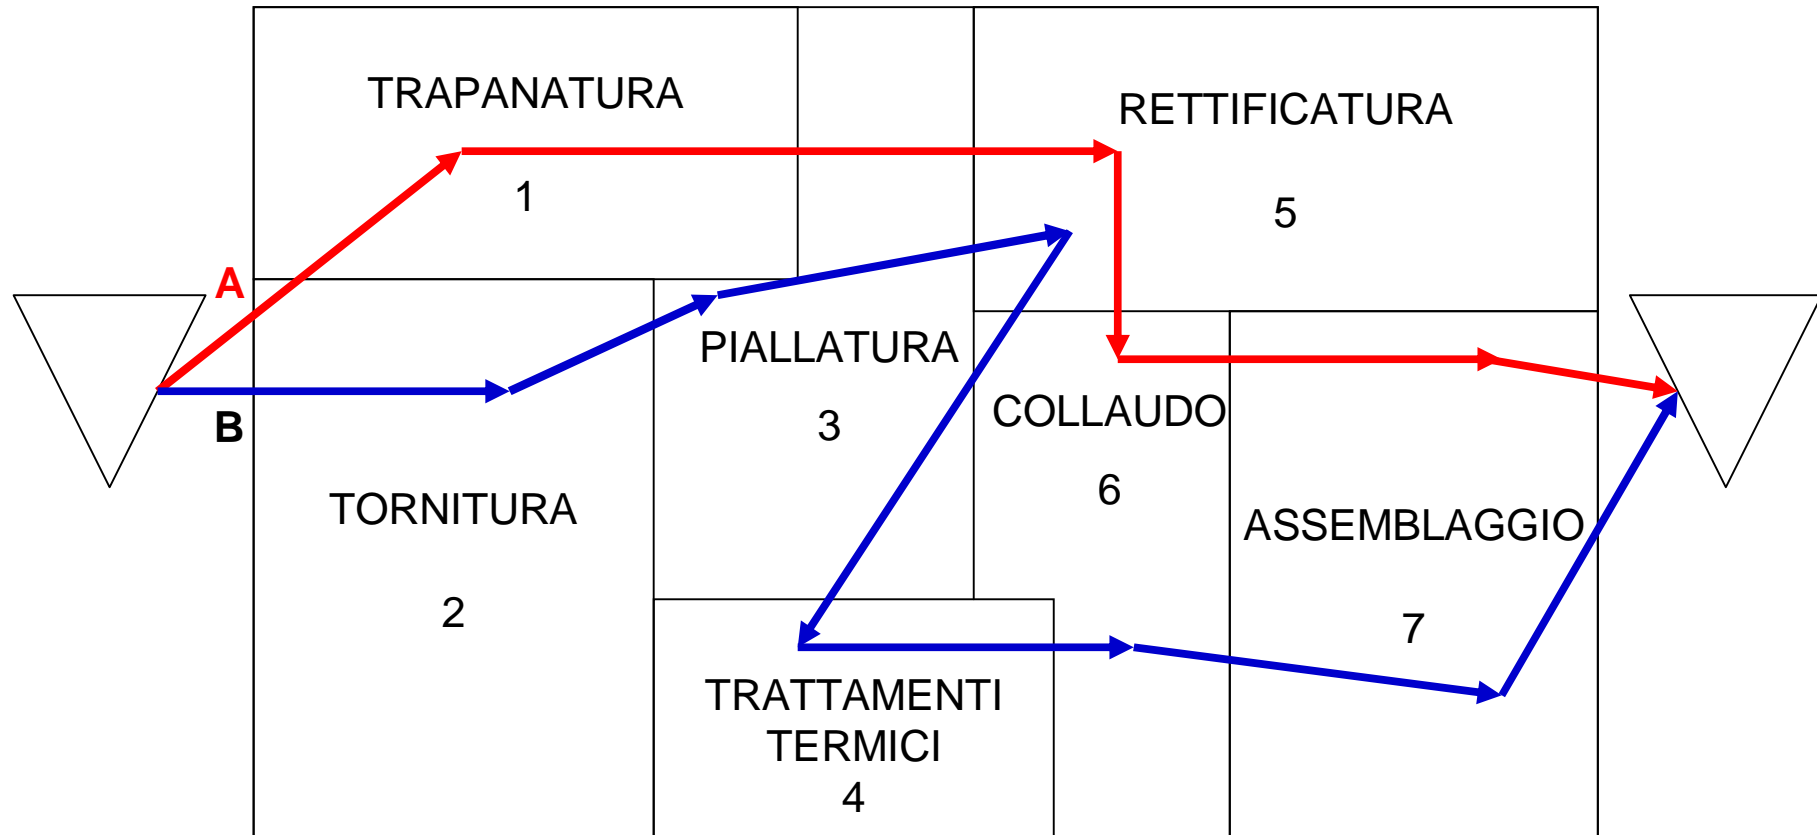 TRAPANATURA
1
RETTIFICATURA
5
A
B
PIALLATURA
3
COLLAUDO
6
TORNITURA
2
ASSEMBLAGGIO
7
TRATTAMENTI
TERMICI
4